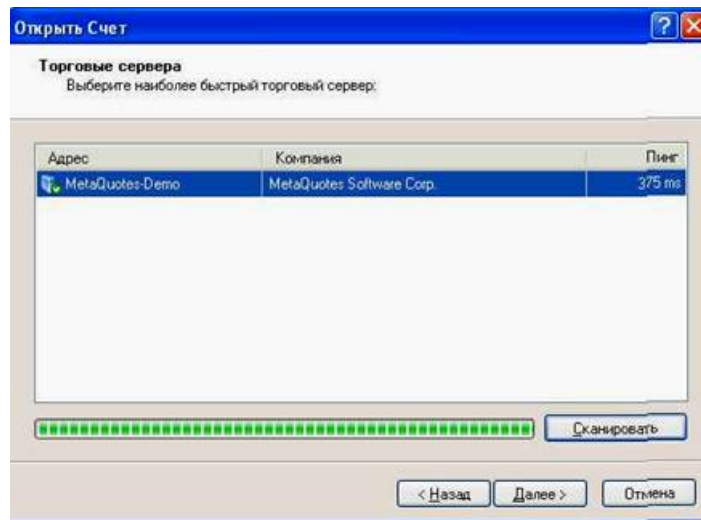 Открыть Счет
Торговые сервера
Выберите наиболее быстрый торговый сервер:
Адрес Компания Пинг
MetaQuotes-Demo MetaQuotes Software Corp. 375 ms
Сканировать
< Назад Далее > Отмена